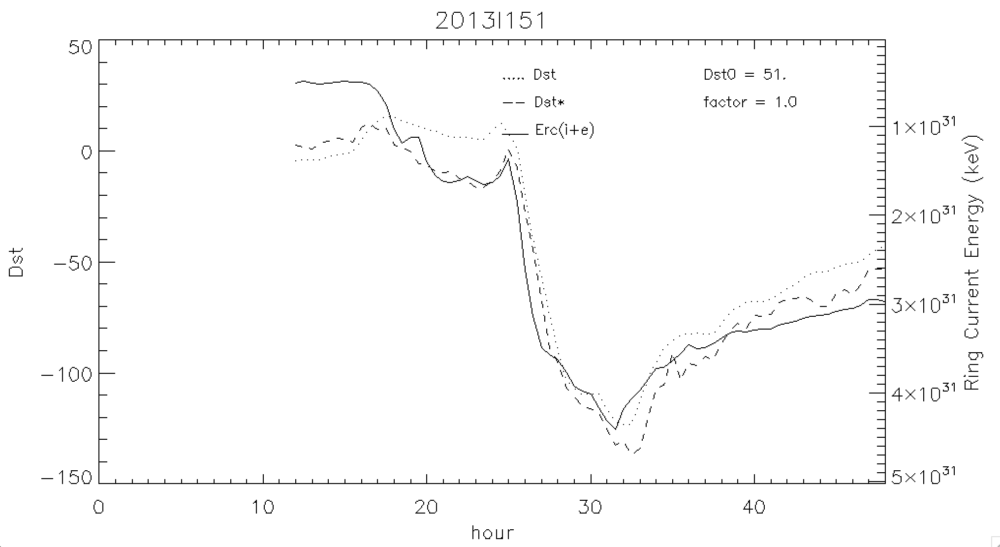 2013I151
50
0
-50
-100
-150
Dst
0
10
20
30
40
hour
Dst
Dst*
Erc(i+e)
Dst0 = 51.
factor = 1.0
1×10³¹
2×10³¹
3×10³¹
4×10³¹
5×10³¹
Ring Current Energy (keV)